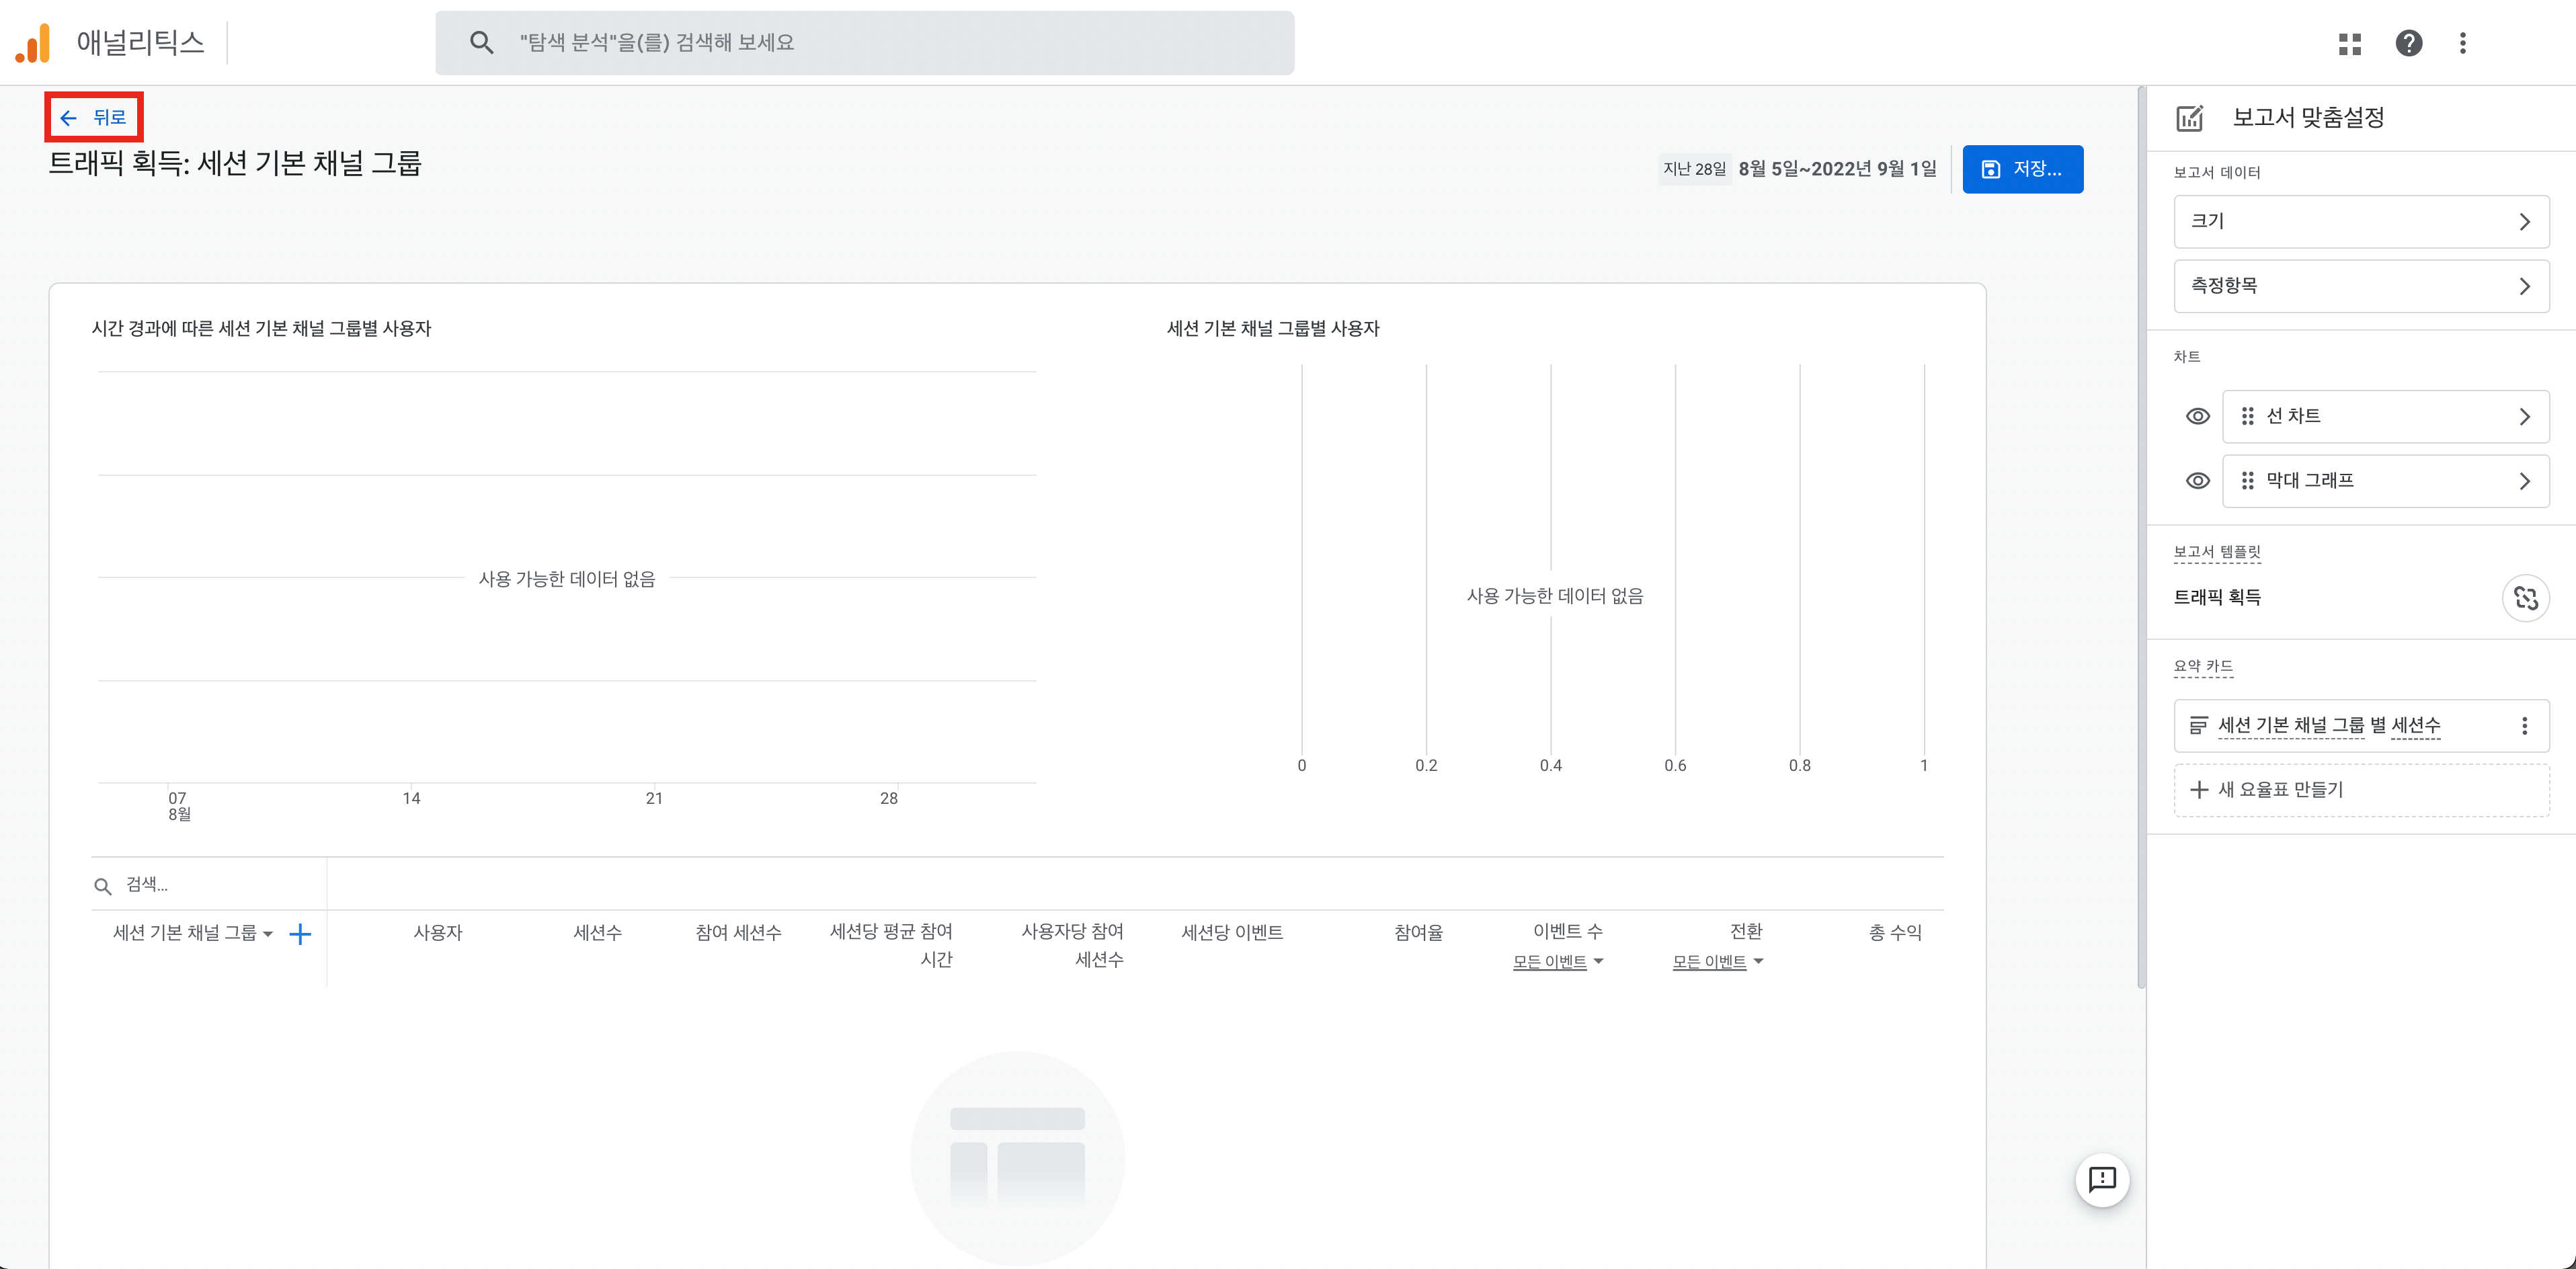 애널리틱스
"탐색 분석"을(를) 검색해 보세요
뒤로
트래픽 획득: 세션 기본 채널 그룹
지난 28일 8월 5일~2022년 9월 1일
저장...
시간 경과에 따른 세션 기본 채널 그룹별 사용자
사용 가능한 데이터 없음
07
8월
14
21
28
세션 기본 채널 그룹별 사용자
사용 가능한 데이터 없음
0
0.2
0.4
0.6
0.8
1
검색...
세션 기본 채널 그룹
사용자
세션수
참여 세션수
세션당 평균 참여
시간
사용자당 참여
세션수
세션당 이벤트
참여율
이벤트 수
모든 이벤트
전환
모든 이벤트
총 수익
보고서 맞춤설정
보고서 데이터
크기
측정항목
차트
선 차트
막대 그래프
보고서 템플릿
트래픽 획득
요약 카드
세션 기본 채널 그룹 별 세션수
새 요율표 만들기